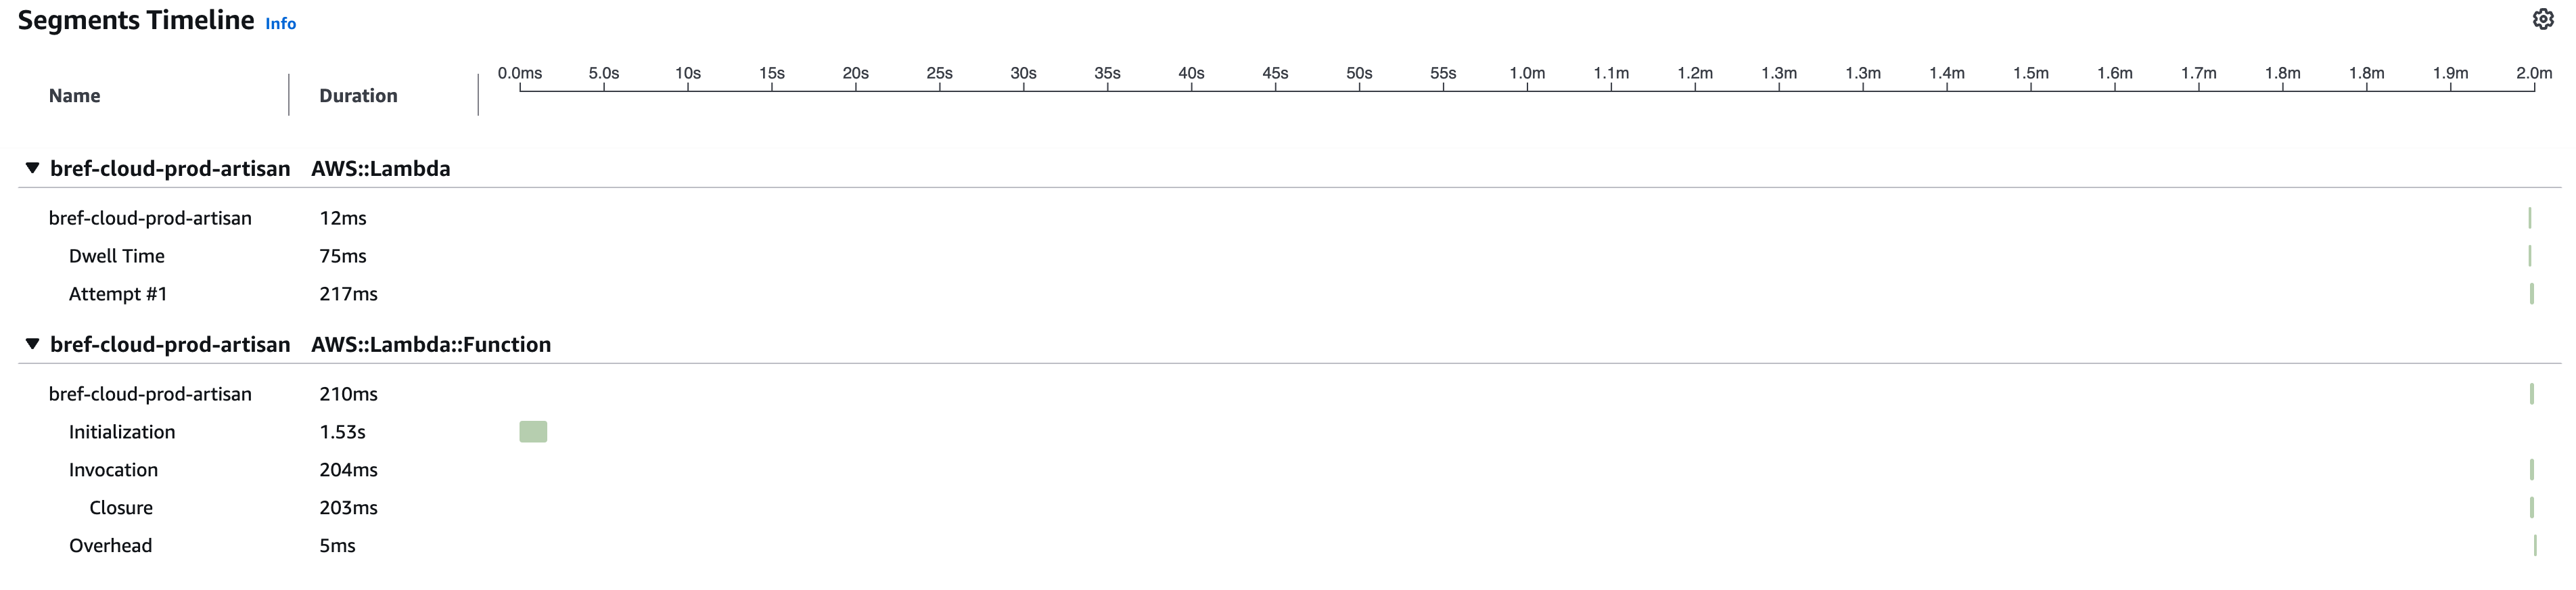 Segments Timeline Info
0.0ms 5.0s 10s 15s 20s 25s 30s 35s 40s 45s 50s 55s 1.0m 1.1m 1.2m 1.3m 1.3m 1.4m 1.5m 1.6m 1.7m 1.8m 1.8m 1.9m 2.0m
Name Duration
bref-cloud-prod-artisan AWS::Lambda
bref-cloud-prod-artisan 12ms
Dwell Time 75ms
Attempt #1 217ms
bref-cloud-prod-artisan AWS::Lambda::Function
bref-cloud-prod-artisan 210ms
Initialization 1.53s
Invocation 204ms
Closure 203ms
Overhead 5ms